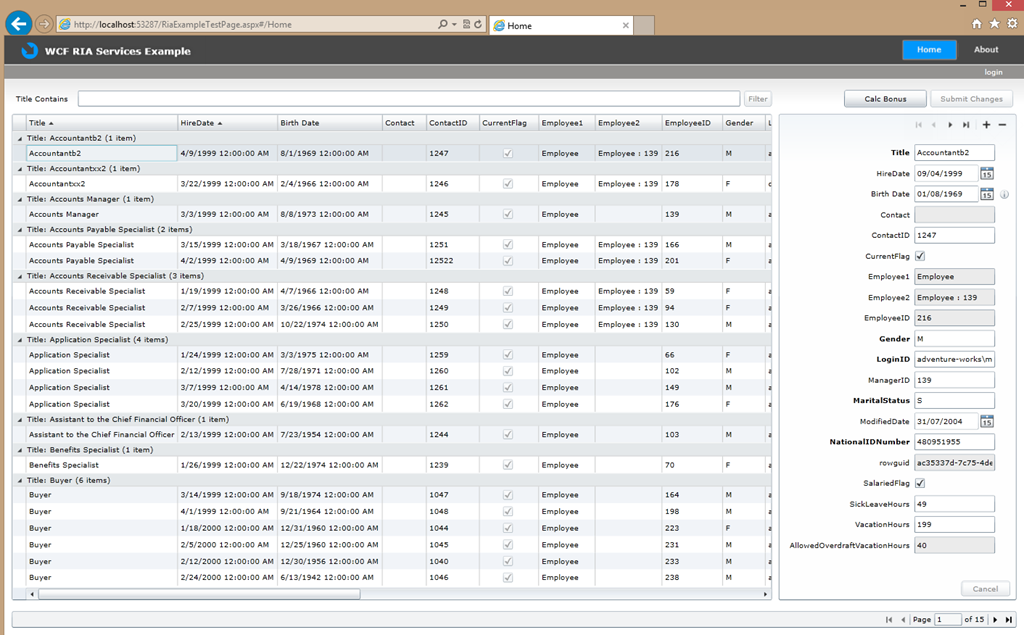 http://localhost:53287/RiaExampleTestPage.aspx#/Home Home
WCF RIA Services Example Home About
login
Title Contains Filter Calc Bonus Submit Changes
Title HireDate Birth Date Contact ContactID CurrentFlag Employee1 Employee2 EmployeeID Gender
Title: Accountantb2 (1 item)
Accountantb2 4/9/1999 12:00:00 AM 8/1/1969 12:00:00 AM 1247 Employee Employee : 139 216 M
Title: Accountantxx2 (1 item)
Accountantxx2 3/22/1999 12:00:00 AM 2/4/1966 12:00:00 AM 1246 Employee Employee : 139 178 F
Title: Accounts Manager (1 item)
Accounts Manager 3/3/1999 12:00:00 AM 8/8/1973 12:00:00 AM 1245 Employee 139 M
Title: Accounts Payable Specialist (2 items)
Accounts Payable Specialist 3/15/1999 12:00:00 AM 3/18/1967 12:00:00 AM 1251 Employee Employee : 139 166 M
Accounts Payable Specialist 4/2/1999 12:00:00 AM 4/9/1969 12:00:00 AM 12522 Employee Employee : 139 201 F
Title: Accounts Receivable Specialist (3 items)
Accounts Receivable Specialist 1/19/1999 12:00:00 AM 4/7/1966 12:00:00 AM 1248 Employee Employee : 139 59 F
Accounts Receivable Specialist 2/7/1999 12:00:00 AM 3/26/1966 12:00:00 AM 1249 Employee Employee : 139 94 F
Accounts Receivable Specialist 2/25/1999 12:00:00 AM 10/22/1974 12:00:00 AM 1250 Employee Employee : 139 130 M
Title: Application Specialist (4 items)
Application Specialist 1/24/1999 12:00:00 AM 3/3/1975 12:00:00 AM 1259 Employee 66 F
Application Specialist 2/12/1999 12:00:00 AM 7/28/1971 12:00:00 AM 1260 Employee 102 M
Application Specialist 3/7/1999 12:00:00 AM 4/14/1978 12:00:00 AM 1261 Employee 149 M
Application Specialist 3/20/1999 12:00:00 AM 6/19/1968 12:00:00 AM 1262 Employee 176 F
Title: Assistant to the Chief Financial Officer (1 item)
Assistant to the Chief Financial Officer 2/13/1999 12:00:00 AM 7/23/1954 12:00:00 AM 1244 Employee 103 M
Title: Benefits Specialist (1 item)
Benefits Specialist 1/26/1999 12:00:00 AM 12/22/1974 12:00:00 AM 1239 Employee 70 F
Title: Buyer (6 items)
Buyer 3/14/1999 12:00:00 AM 9/18/1974 12:00:00 AM 1047 Employee 164 M
Buyer 4/1/1999 12:00:00 AM 9/21/1964 12:00:00 AM 1048 Employee 198 M
Buyer 1/18/2000 12:00:00 AM 12/31/1960 12:00:00 AM 1044 Employee 223 F
Buyer 2/5/2000 12:00:00 AM 12/25/1960 12:00:00 AM 1045 Employee 231 M
Buyer 2/12/2000 12:00:00 AM 12/30/1956 12:00:00 AM 1040 Employee 233 M
Buyer 2/24/2000 12:00:00 AM 6/13/1942 12:00:00 AM 1046 Employee 238 M
Title Accountantb2
HireDate 09/04/1999 15
Birth Date 01/08/1969 15
Contact
ContactID 1247
CurrentFlag
Employee1 Employee
Employee2 Employee : 139
EmployeeID 216
Gender M
LoginID adventure-works\m
ManagerID 139
MaritalStatus S
ModifiedDate 31/07/2004 15
NationalIDNumber 480951955
rowguid ac35337d-7c75-4de
SalariedFlag
SickLeaveHours 49
VacationHours 199
AllowedOverdraftVacationHours 40
Cancel
Page 1 of 15